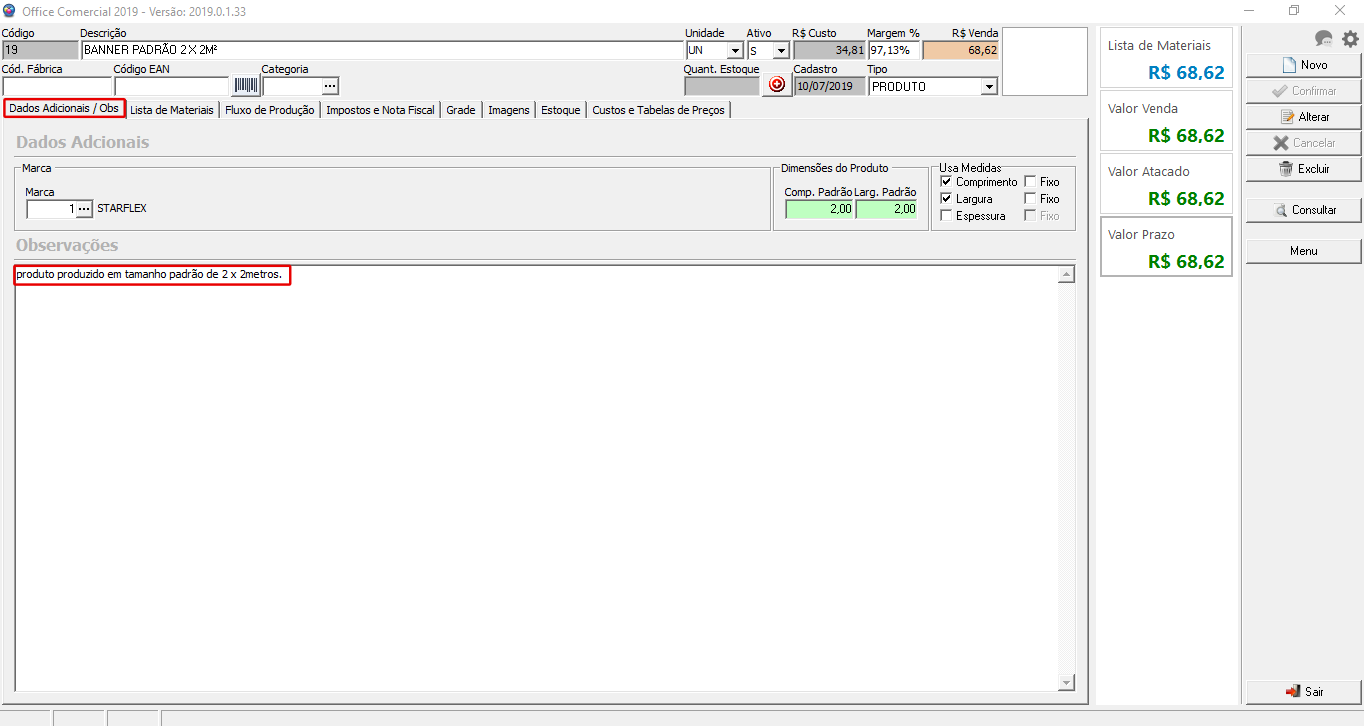 Office Comercial 2019 - Versão: 2019.0.1.33
Código Descrição Unidade Ativo R$ Custo Margem % R$ Venda
19 BANNER PADRÃO 2 X 2M² UN S 34,81 97,13% 68,62
Cód. Fábrica Código EAN Categoria Quant. Estoque Cadastro Tipo
... 10/07/2019 PRODUTO
Dados Adicionais / Obs Lista de Materiais Fluxo de Produção Impostos e Nota Fiscal Grade Imagens Estoque Custos e Tabelas de Preços
Dados Adcionais
Marca
Marca
1 ... STARFLEX
Dimensões do Produto
Comp. Padrão Larg. Padrão
2,00 2,00
Usa Medidas
Comprimento Fixo
Largura Fixo
Espessura Fixo
Observações
produto produzido em tamanho padrão de 2 x 2metros.
Lista de Materiais
R$ 68,62
Valor Venda
R$ 68,62
Valor Atacado
R$ 68,62
Valor Prazo
R$ 68,62
Novo
Confirmar
Alterar
Cancelar
Excluir
Consultar
Menu
Sair